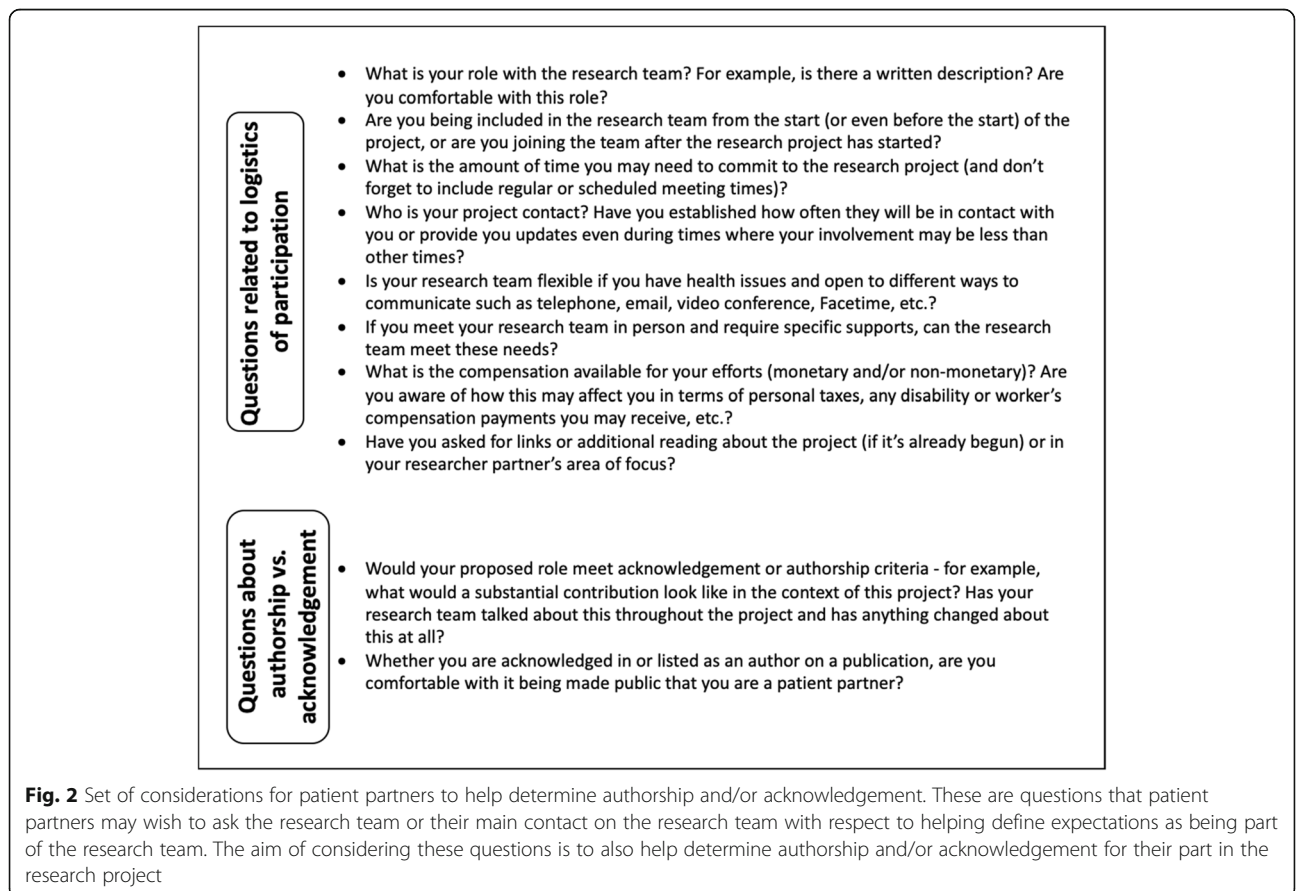 Questions related to logistics
of participation
• What is your role with the research team? For example, is there a written description? Are
you comfortable with this role?
• Are you being included in the research team from the start (or even before the start) of the
project, or are you joining the team after the research project has started?
• What is the amount of time you may need to commit to the research project (and don't
forget to include regular or scheduled meeting times)?
• Who is your project contact? Have you established how often they will be in contact with
you or provide you updates even during times where your involvement may be less than
other times?
• Is your research team flexible if you have health issues and open to different ways to
communicate such as telephone, email, video conference, Facetime, etc.?
• If you meet your research team in person and require specific supports, can the research
team meet these needs?
• What is the compensation available for your efforts (monetary and/or non-monetary)? Are
you aware of how this may affect you in terms of personal taxes, any disability or worker's
compensation payments you may receive, etc.?
• Have you asked for links or additional reading about the project (if it's already begun) or in
your researcher partner's area of focus?
Questions about
authorship vs.
acknowledgement
• Would your proposed role meet acknowledgement or authorship criteria - for example,
what would a substantial contribution look like in the context of this project? Has your
research team talked about this throughout the project and has anything changed about
this at all?
• Whether you are acknowledged in or listed as an author on a publication, are you
comfortable with it being made public that you are a patient partner?
Fig. 2 Set of considerations for patient partners to help determine authorship and/or acknowledgement. These are questions that patient
partners may wish to ask the research team or their main contact on the research team with respect to helping define expectations as being part
of the research team. The aim of considering these questions is to also help determine authorship and/or acknowledgement for their part in the
research project